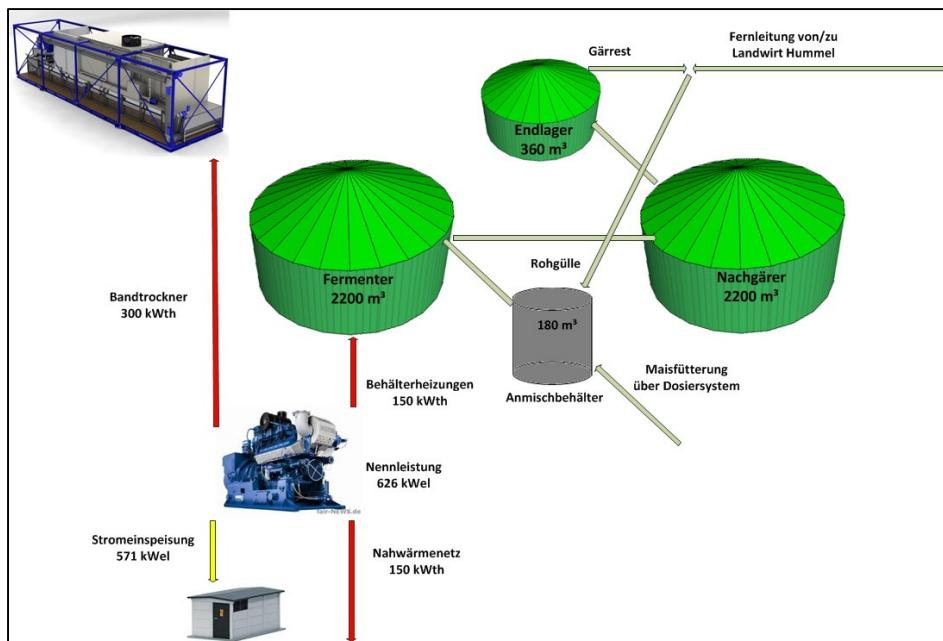 Gärrest
Fernleitung von/zu
Landwirt Hummel
Endlager
360 m³
Fermenter
2200 m³
Rohgülle
Nachgärer
2200 m³
Bandtrockner
300 kWth
180 m³
Behälterheizungen
150 kWth
Anmischbehälter
Maisfütterung
über Dosiersystem
Nennleistung
626 kWel
fair-NEWS.de
Stromeinspeisung
571 kWel
Nahwärmenetz
150 kWth